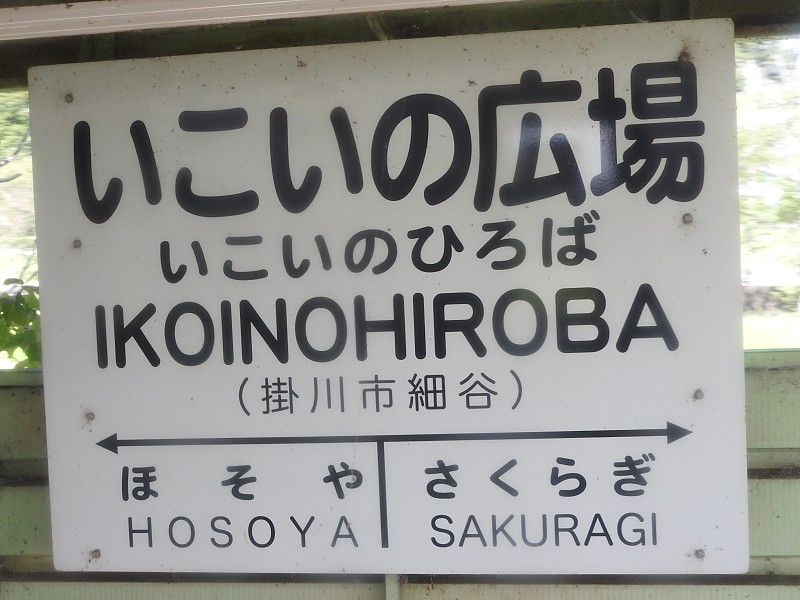 いこいの広場
いこいのひろば
IKOINOHIROBA
(掛川市細谷)
ほそや さくらぎ
HOSOYA SAKURAGI